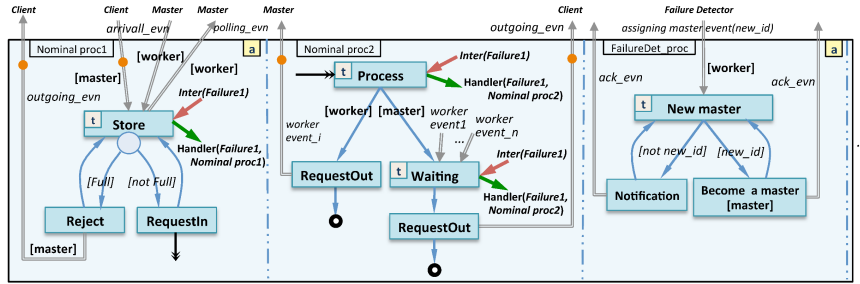 Client
Client
Master
Master
Master
Client
Failure Detector
arrivall_evn
polling_evn
outgoing_evn
assigning master event(new_id)
Nominal proc1
a
Nominal proc2
FailureDet_proc
a
[worker]
[master]
[worker]
Inter(Failure1)
outgoing_evn
t
Store
Handler(Failure1,
Nominal proc1)
[Full]
[not Full]
Reject
RequestIn
[master]
t
Process
Inter(Failure1)
Handler(Failure1,
Nominal proc2)
[worker]
[master]
worker
event_i
worker
event1
...
worker
event_n
Inter(Failure1)
RequestOut
t
Waiting
Handler(Failure1,
Nominal proc2)
RequestOut
ack_evn
[worker]
ack_evn
t
New master
[not new_id]
[new_id]
Notification
Become a master
[master]